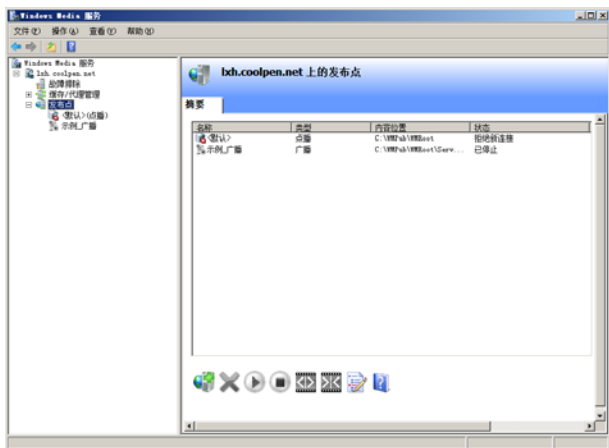 Windows Media 服务
文件(F) 操作(A) 查看(V) 帮助(H)
Windows Media 服务
lxh.coolpen.net
故障排除
缓存/代理管理
发布点
<默认>(点播)
示例_广播
lxh.coolpen.net 上的发布点
摘要
名称 类型 内容位置 状态
<默认> 点播 C:\WMPub\WMRoot 拒绝新连接
示例_广播 广播 C:\WMPub\WMRoot\Serv... 已停止